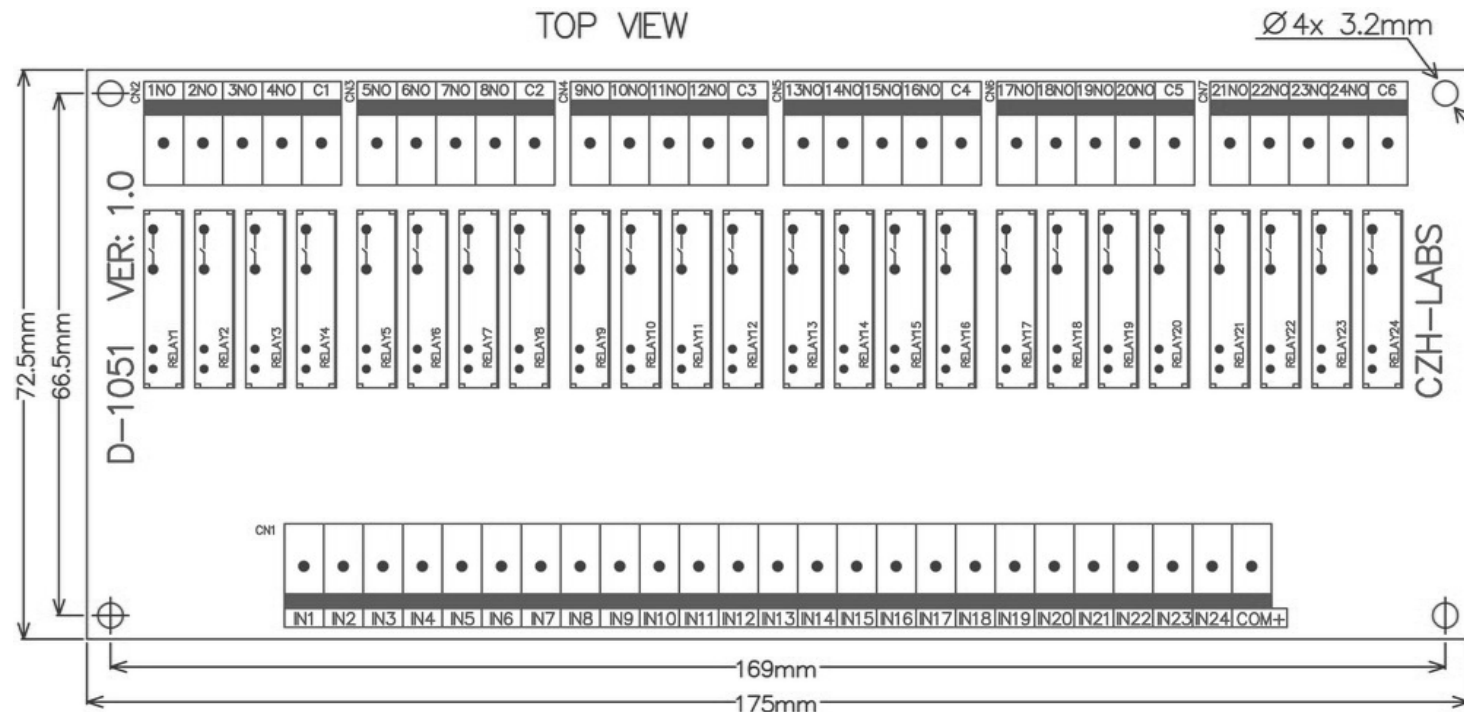 TOP VIEW
Ø 4x 3.2mm
CN2 1NO 2NO 3NO 4NO C1
CN3 5NO 6NO 7NO 8NO C2
CN4 9NO 10NO 11NO 12NO C3
CN5 13NO 14NO 15NO 16NO C4
CN6 17NO 18NO 19NO 20NO C5
CN7 21NO 22NO 23NO 24NO C6
72.5mm
66.5mm
D-1051 VER: 1.0
RELAY1 RELAY2 RELAY3 RELAY4 RELAY5 RELAY6 RELAY7 RELAY8 RELAY9 RELAY10 RELAY11 RELAY12 RELAY13 RELAY14 RELAY15 RELAY16 RELAY17 RELAY18 RELAY19 RELAY20 RELAY21 RELAY22 RELAY23 RELAY24
CZH-LABS
CN1
IN1 IN2 IN3 IN4 IN5 IN6 IN7 IN8 IN9 IN10 IN11 IN12 IN13 IN14 IN15 IN16 IN17 IN18 IN19 IN20 IN21 IN22 IN23 IN24 COM+
169mm
175mm